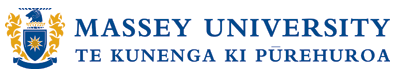 MASSEY UNIVERSITY
TE KUNENGA KI PŪREHUROA